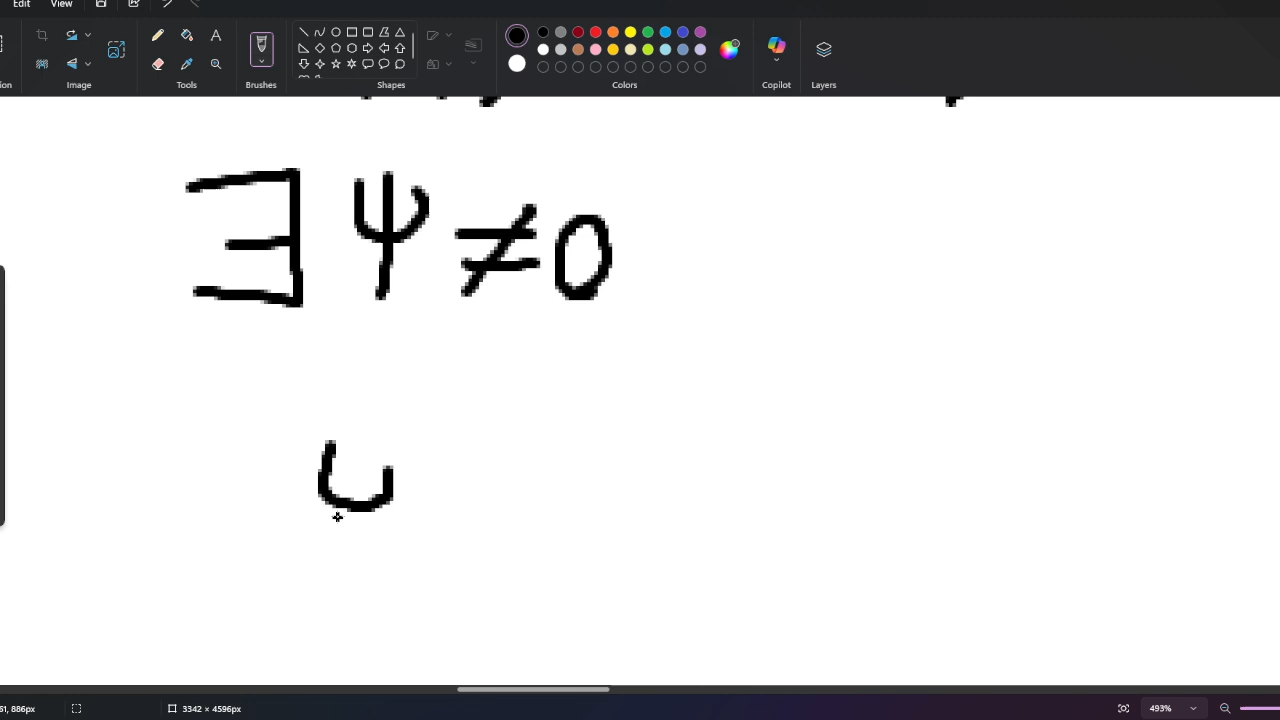 Edit View
Image Tools Brushes Shapes Colors Copilot Layers
∃ ψ ≠ 0
3342 × 4596px 493%